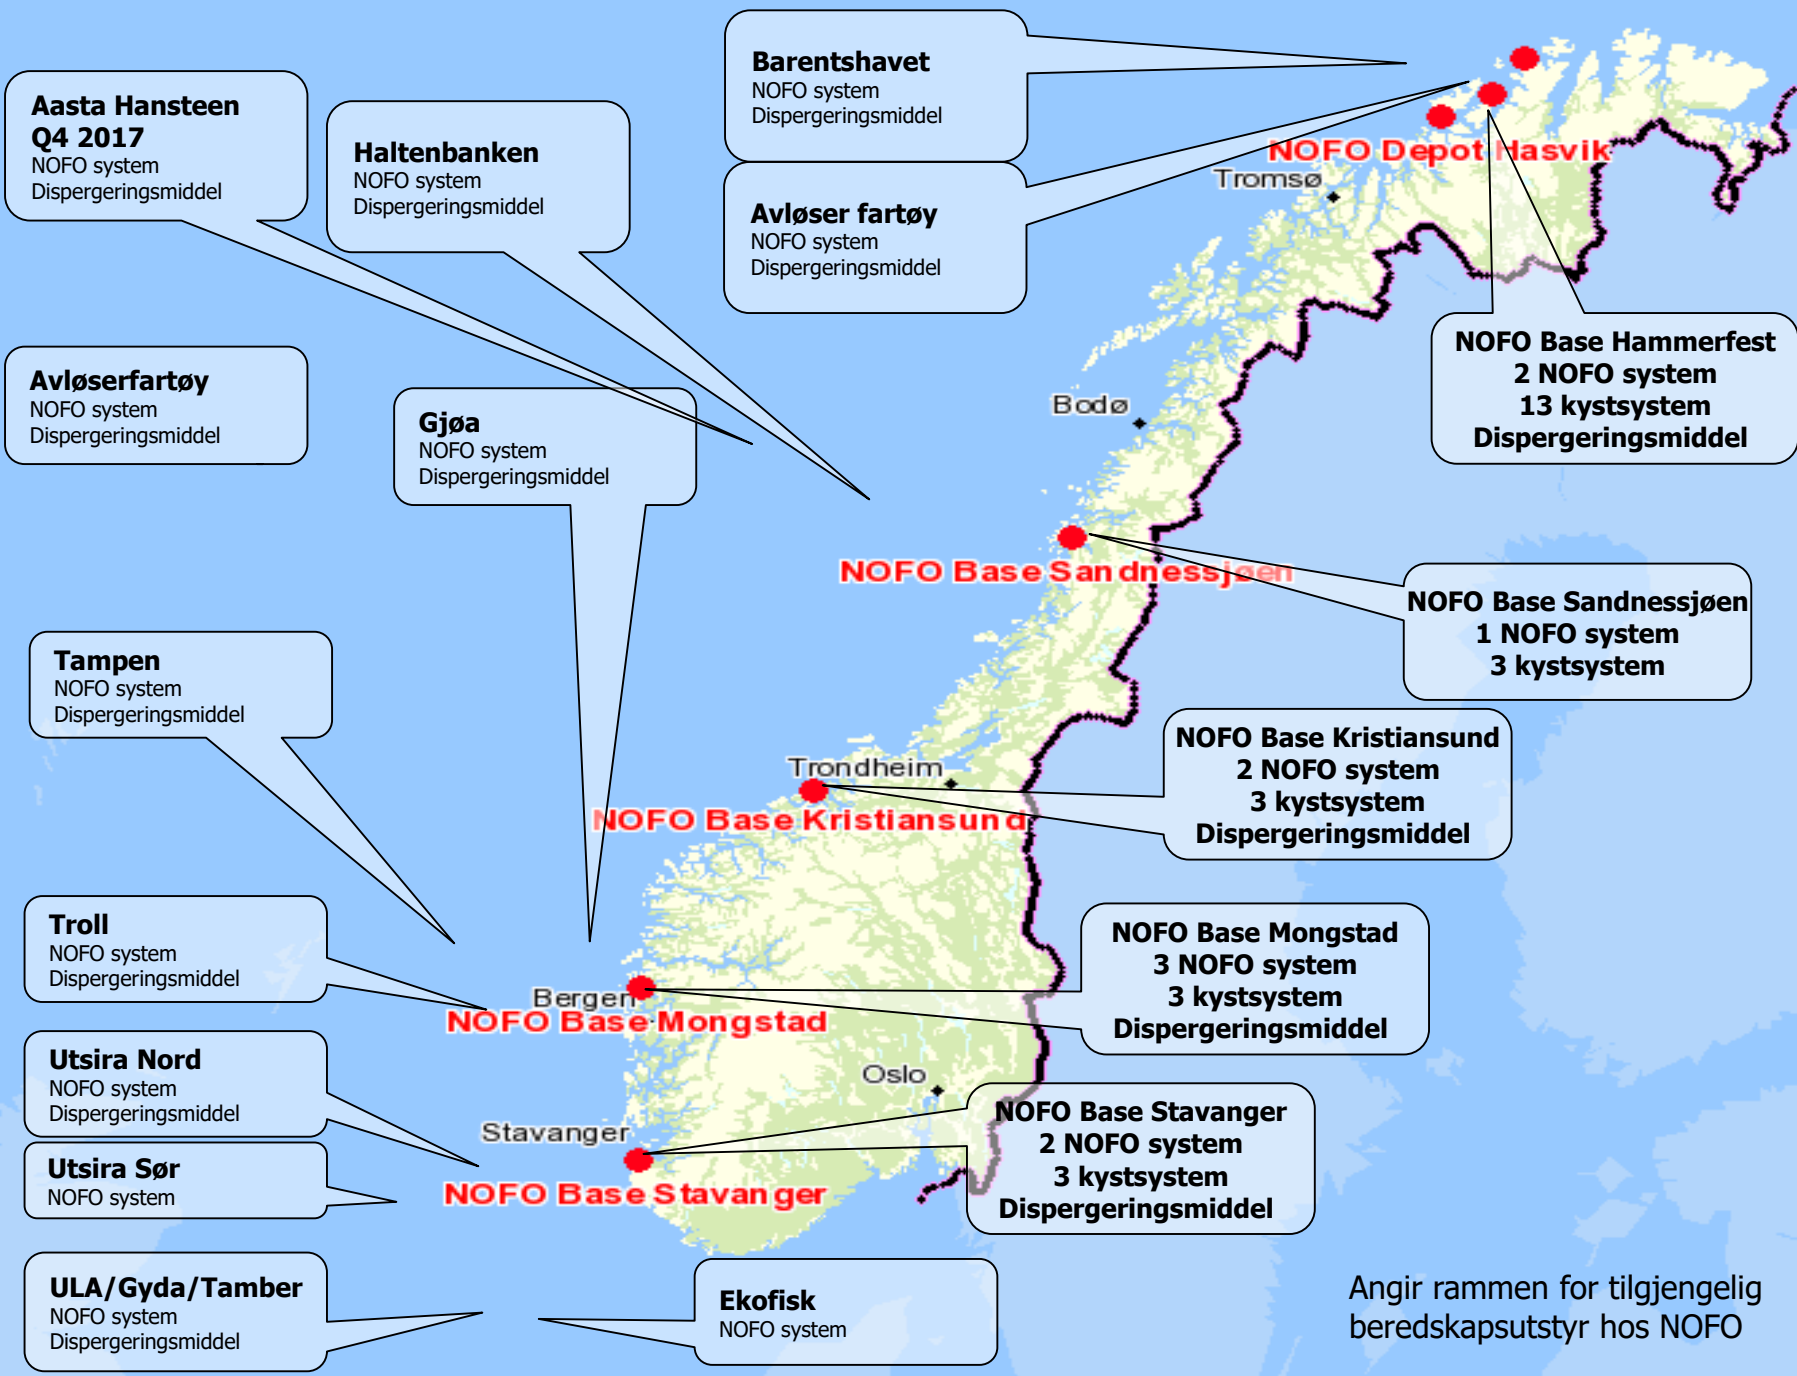 Barentshavet
NOFO system
Dispergeringsmiddel
Aasta Hansteen
Q4 2017
NOFO system
Dispergeringsmiddel
Haltenbanken
NOFO system
Dispergeringsmiddel
Avløser fartøy
NOFO system
Dispergeringsmiddel
NOFO Depot Hasvik
Tromsø
NOFO Base Hammerfest
2 NOFO system
13 kystsystem
Dispergeringsmiddel
Avløserfartøy
NOFO system
Dispergeringsmiddel
Gjøa
NOFO system
Dispergeringsmiddel
Bodø
NOFO Base Sandnessjøen
NOFO Base Sandnessjøen
1 NOFO system
3 kystsystem
Tampen
NOFO system
Dispergeringsmiddel
NOFO Base Kristiansund
2 NOFO system
3 kystsystem
Dispergeringsmiddel
Trondheim
NOFO Base Kristiansund
Troll
NOFO system
Dispergeringsmiddel
NOFO Base Mongstad
3 NOFO system
3 kystsystem
Dispergeringsmiddel
Bergen
NOFO Base Mongstad
Utsira Nord
NOFO system
Dispergeringsmiddel
Oslo
NOFO Base Stavanger
2 NOFO system
3 kystsystem
Dispergeringsmiddel
Stavanger
NOFO Base Stavanger
Utsira Sør
NOFO system
ULA/Gyda/Tamber
NOFO system
Dispergeringsmiddel
Ekofisk
NOFO system
Angir rammen for tilgjengelig
beredskapsutstyr hos NOFO